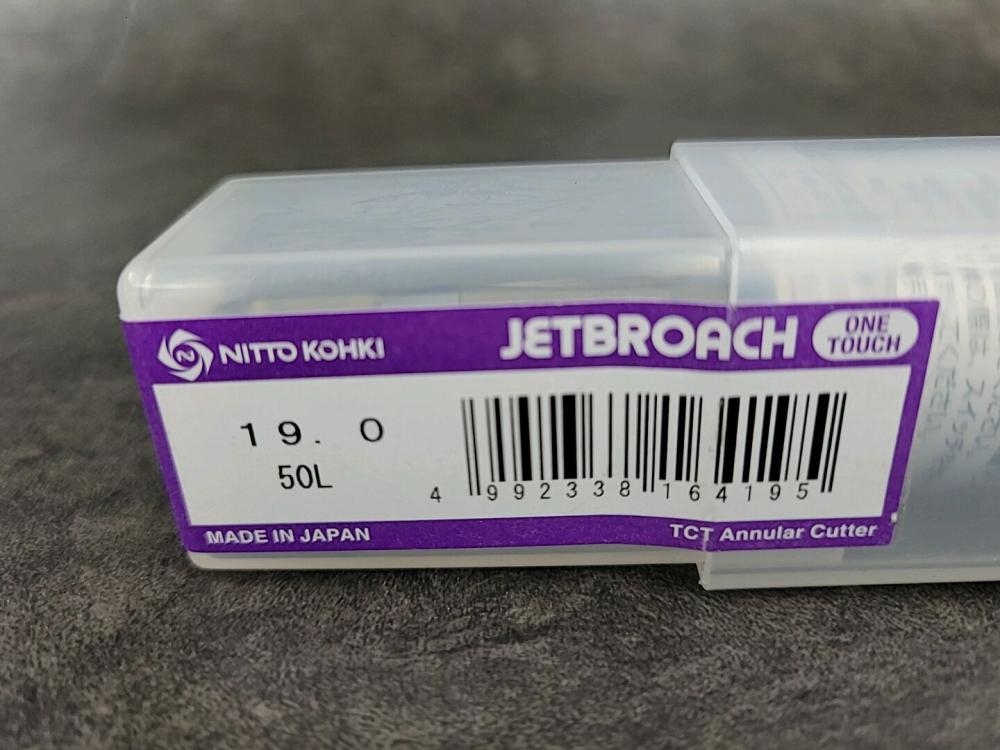 NITTO KOHKI
JETBROACH
ONE
TOUCH
19. 0
50L
4 992338 164195
MADE IN JAPAN
TCT Annular Cutter